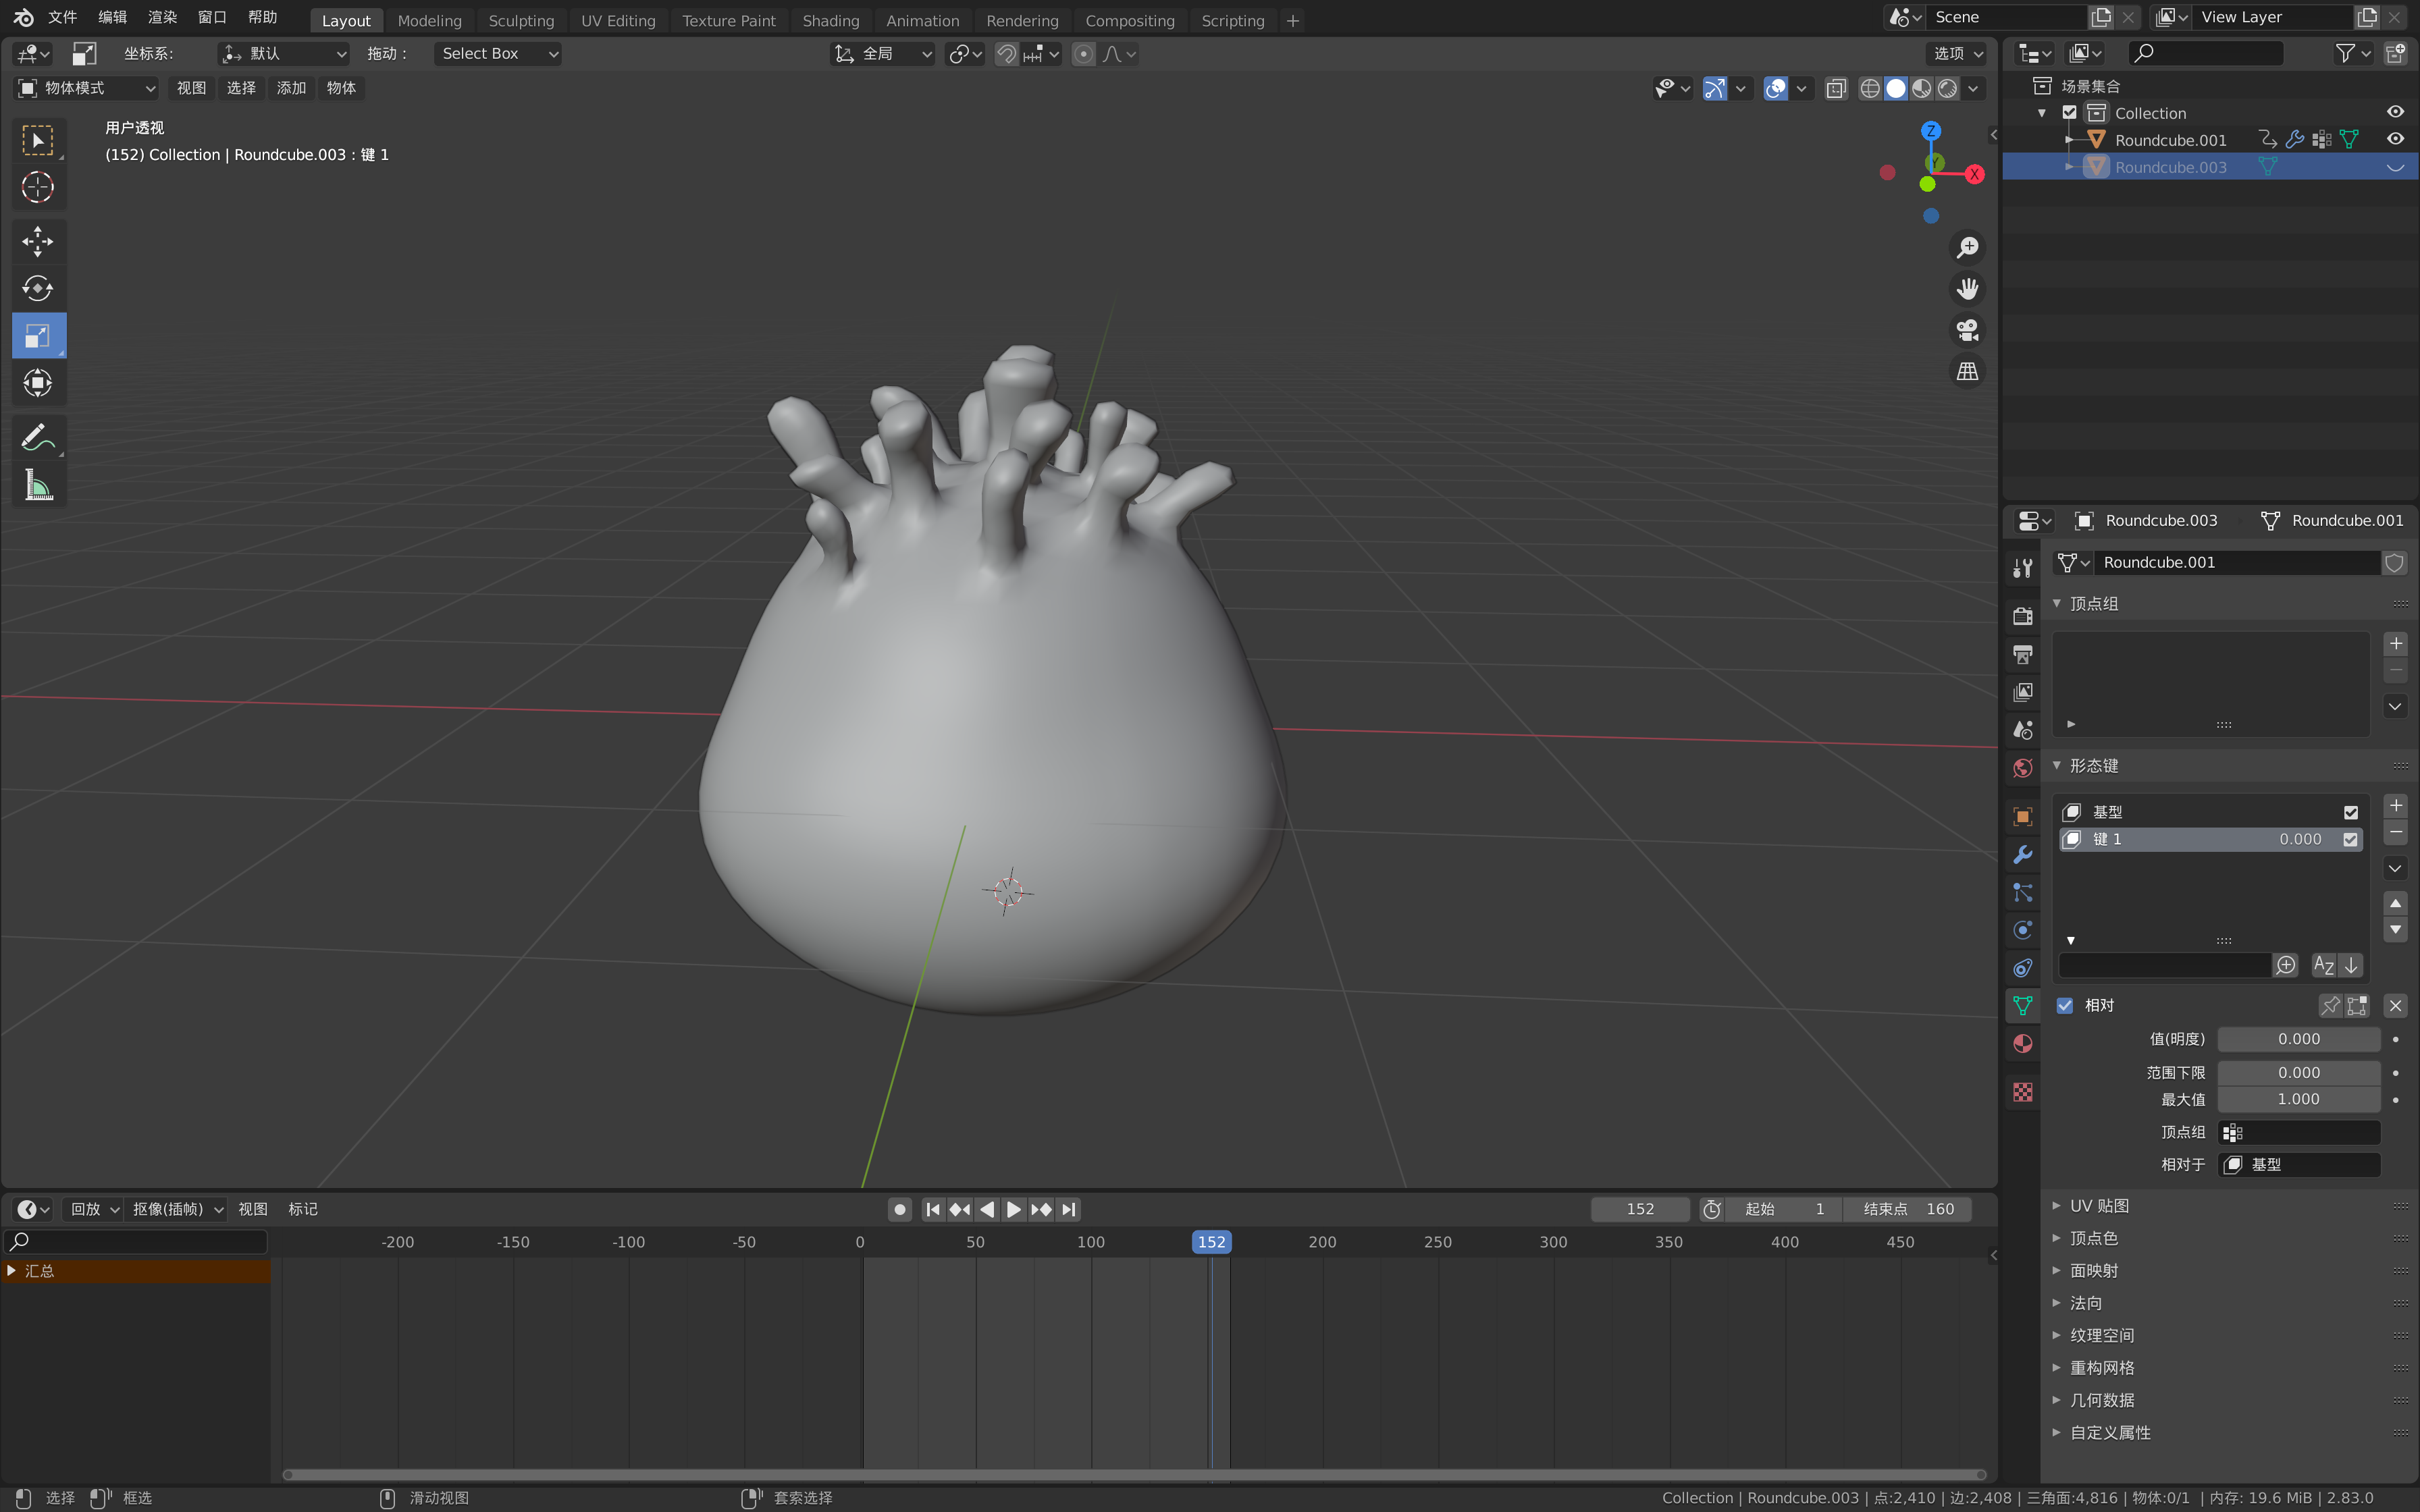 文件 编辑 渲染 窗口 帮助 Layout Modeling Sculpting UV Editing Texture Paint Shading Animation Rendering Compositing Scripting + Scene View Layer
坐标系: 默认 拖动: Select Box 全局 选项
物体模式 视图 选择 添加 物体
用户透视
(152) Collection | Roundcube.003 : 键 1
Z
Y
X
场景集合
Collection
Roundcube.001
Roundcube.003
Roundcube.003 Roundcube.001
Roundcube.001
顶点组
形态键
基型
键 1 0.000
相对
值(明度) 0.000
范围下限 0.000
最大值 1.000
顶点组
相对于 基型
UV 贴图
顶点色
面映射
法向
纹理空间
重构网格
几何数据
自定义属性
回放 抠像(插帧) 视图 标记 152 起始 1 结束点 160
-200 -150 -100 -50 0 50 100 152 200 250 300 350 400 450
汇总
选择 框选 滑动视图 套索选择 Collection | Roundcube.003 | 点:2,410 | 边:2,408 | 三角面:4,816 | 物体:0/1 | 内存: 19.6 MiB | 2.83.0